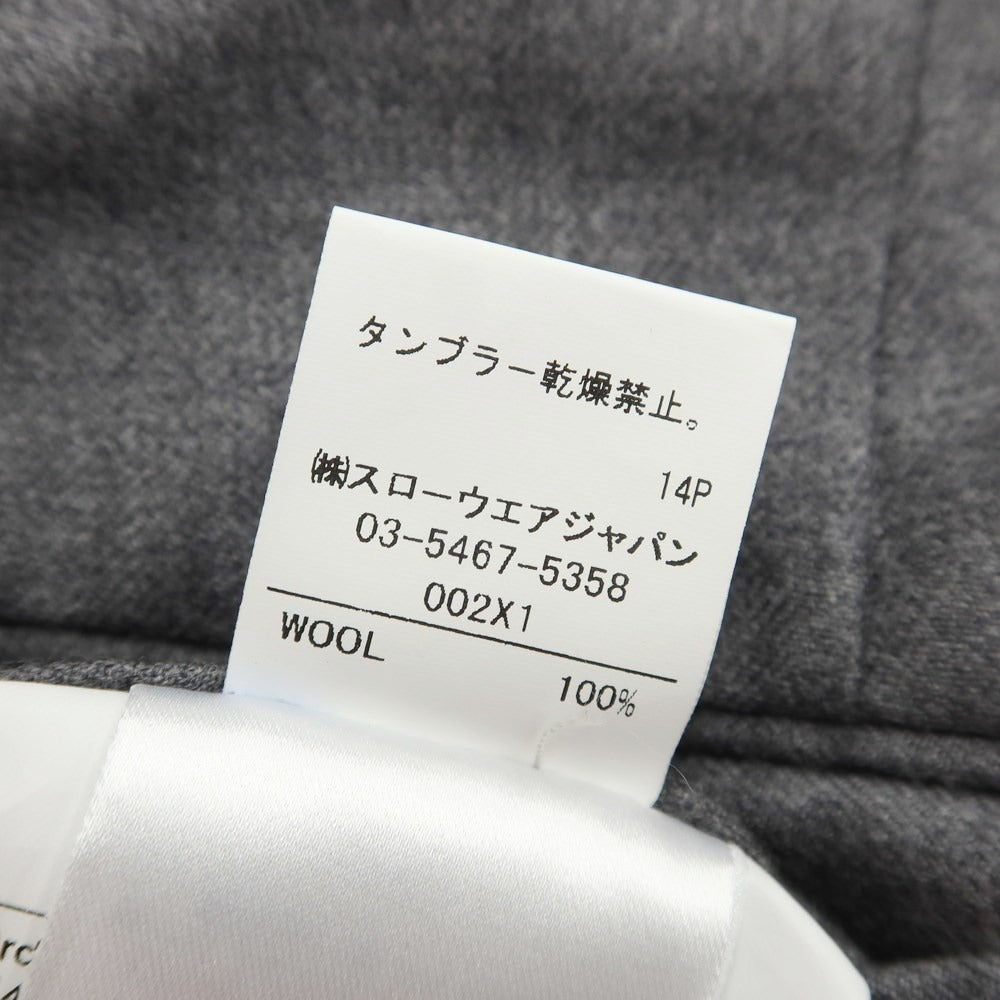 タンブラー乾燥禁止。
14P
㈱スローウエアジャパン
03-5467-5358
002X1
WOOL
100%